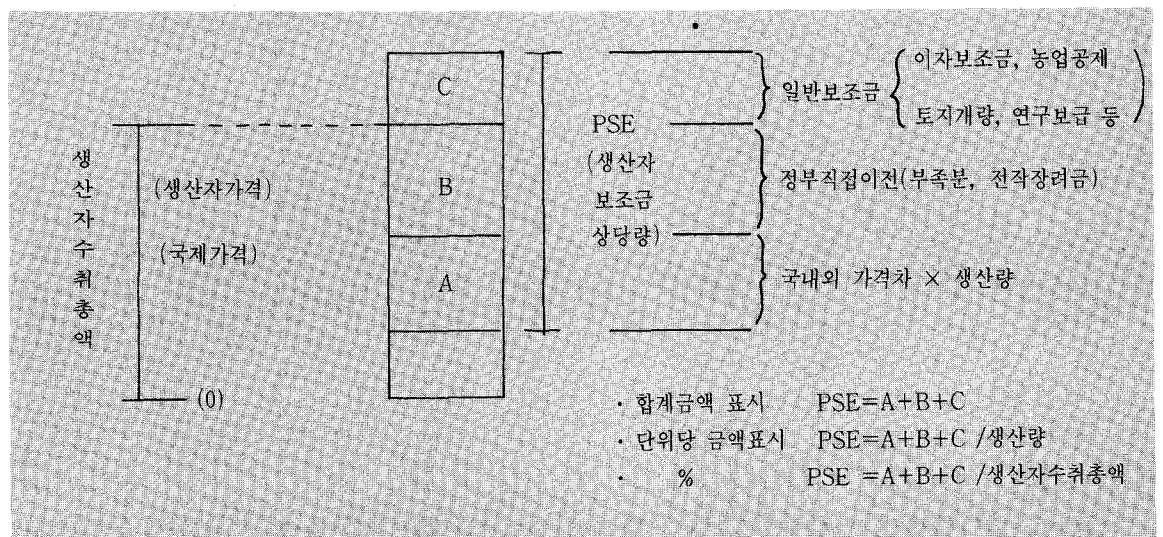 생산자수취총액
(생산자가격)
(국제가격)
(0)
C
B
A
PSE
(생산자
보조금
상당량)
일반보조금
이자보조금, 농업공제
토지개량, 연구보급 등
정부직접이전(부족분, 전작장려금)
국내외 가격차 × 생산량
· 합계금액 표시 PSE=A+B+C
· 단위당 금액표시 PSE=A+B+C /생산량
· % PSE =A+B+C /생산자수취총액